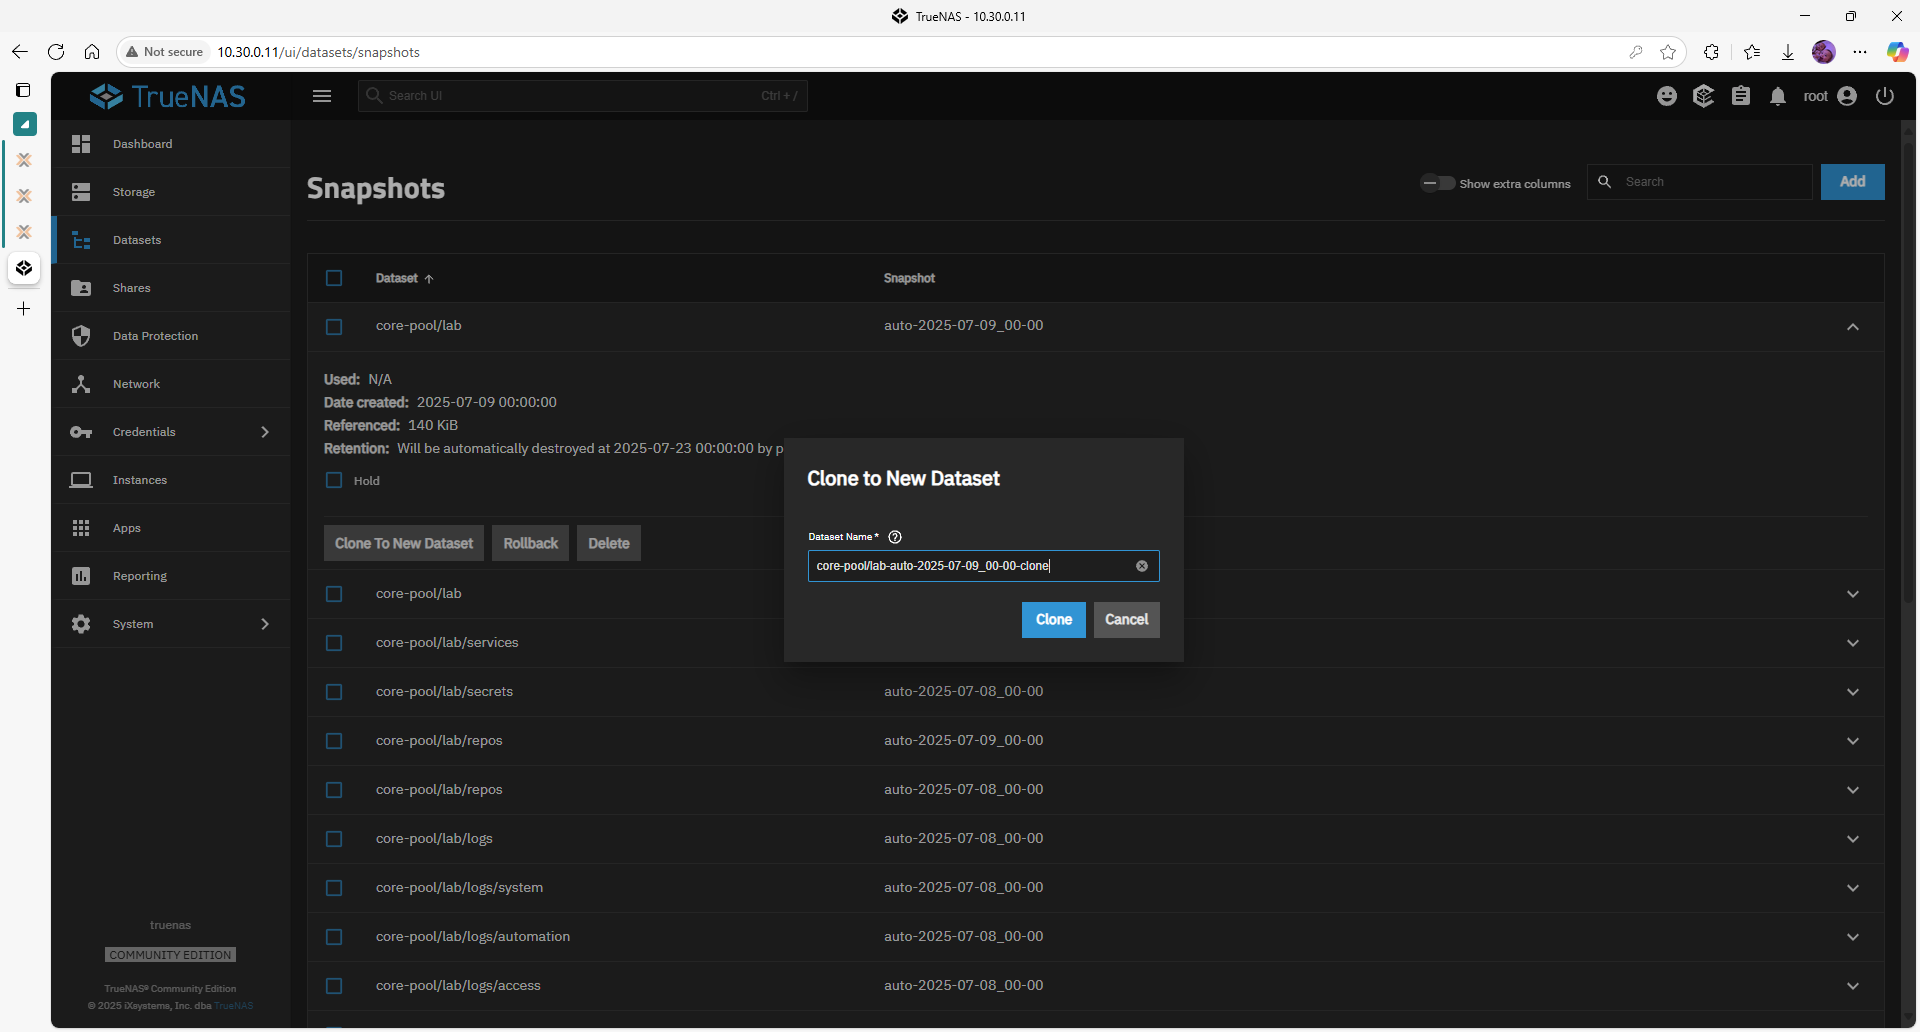 TrueNAS - 10.30.0.11
Not secure
10.30.0.11/ui/datasets/snapshots
TrueNAS
Search UI
Ctrl + /
root
Dashboard
Storage
Datasets
Shares
Data Protection
Network
Credentials
Instances
Apps
Reporting
System
truenas
COMMUNITY EDITION
TrueNAS® Community Edition
© 2025 iXsystems, Inc. dba TrueNAS
Snapshots
Show extra columns
Search
Add
Dataset
Snapshot
core-pool/lab auto-2025-07-09_00-00
Used: N/A
Date created: 2025-07-09 00:00:00
Referenced: 140 KiB
Retention: Will be automatically destroyed at 2025-07-23 00:00:00 by p
Hold
Clone To New Dataset
Rollback
Delete
core-pool/lab
core-pool/lab/services
core-pool/lab/secrets auto-2025-07-08_00-00
core-pool/lab/repos auto-2025-07-09_00-00
core-pool/lab/repos auto-2025-07-08_00-00
core-pool/lab/logs auto-2025-07-08_00-00
core-pool/lab/logs/system auto-2025-07-08_00-00
core-pool/lab/logs/automation auto-2025-07-08_00-00
core-pool/lab/logs/access auto-2025-07-08_00-00
Clone to New Dataset
Dataset Name *
core-pool/lab-auto-2025-07-09_00-00-clone
Clone
Cancel